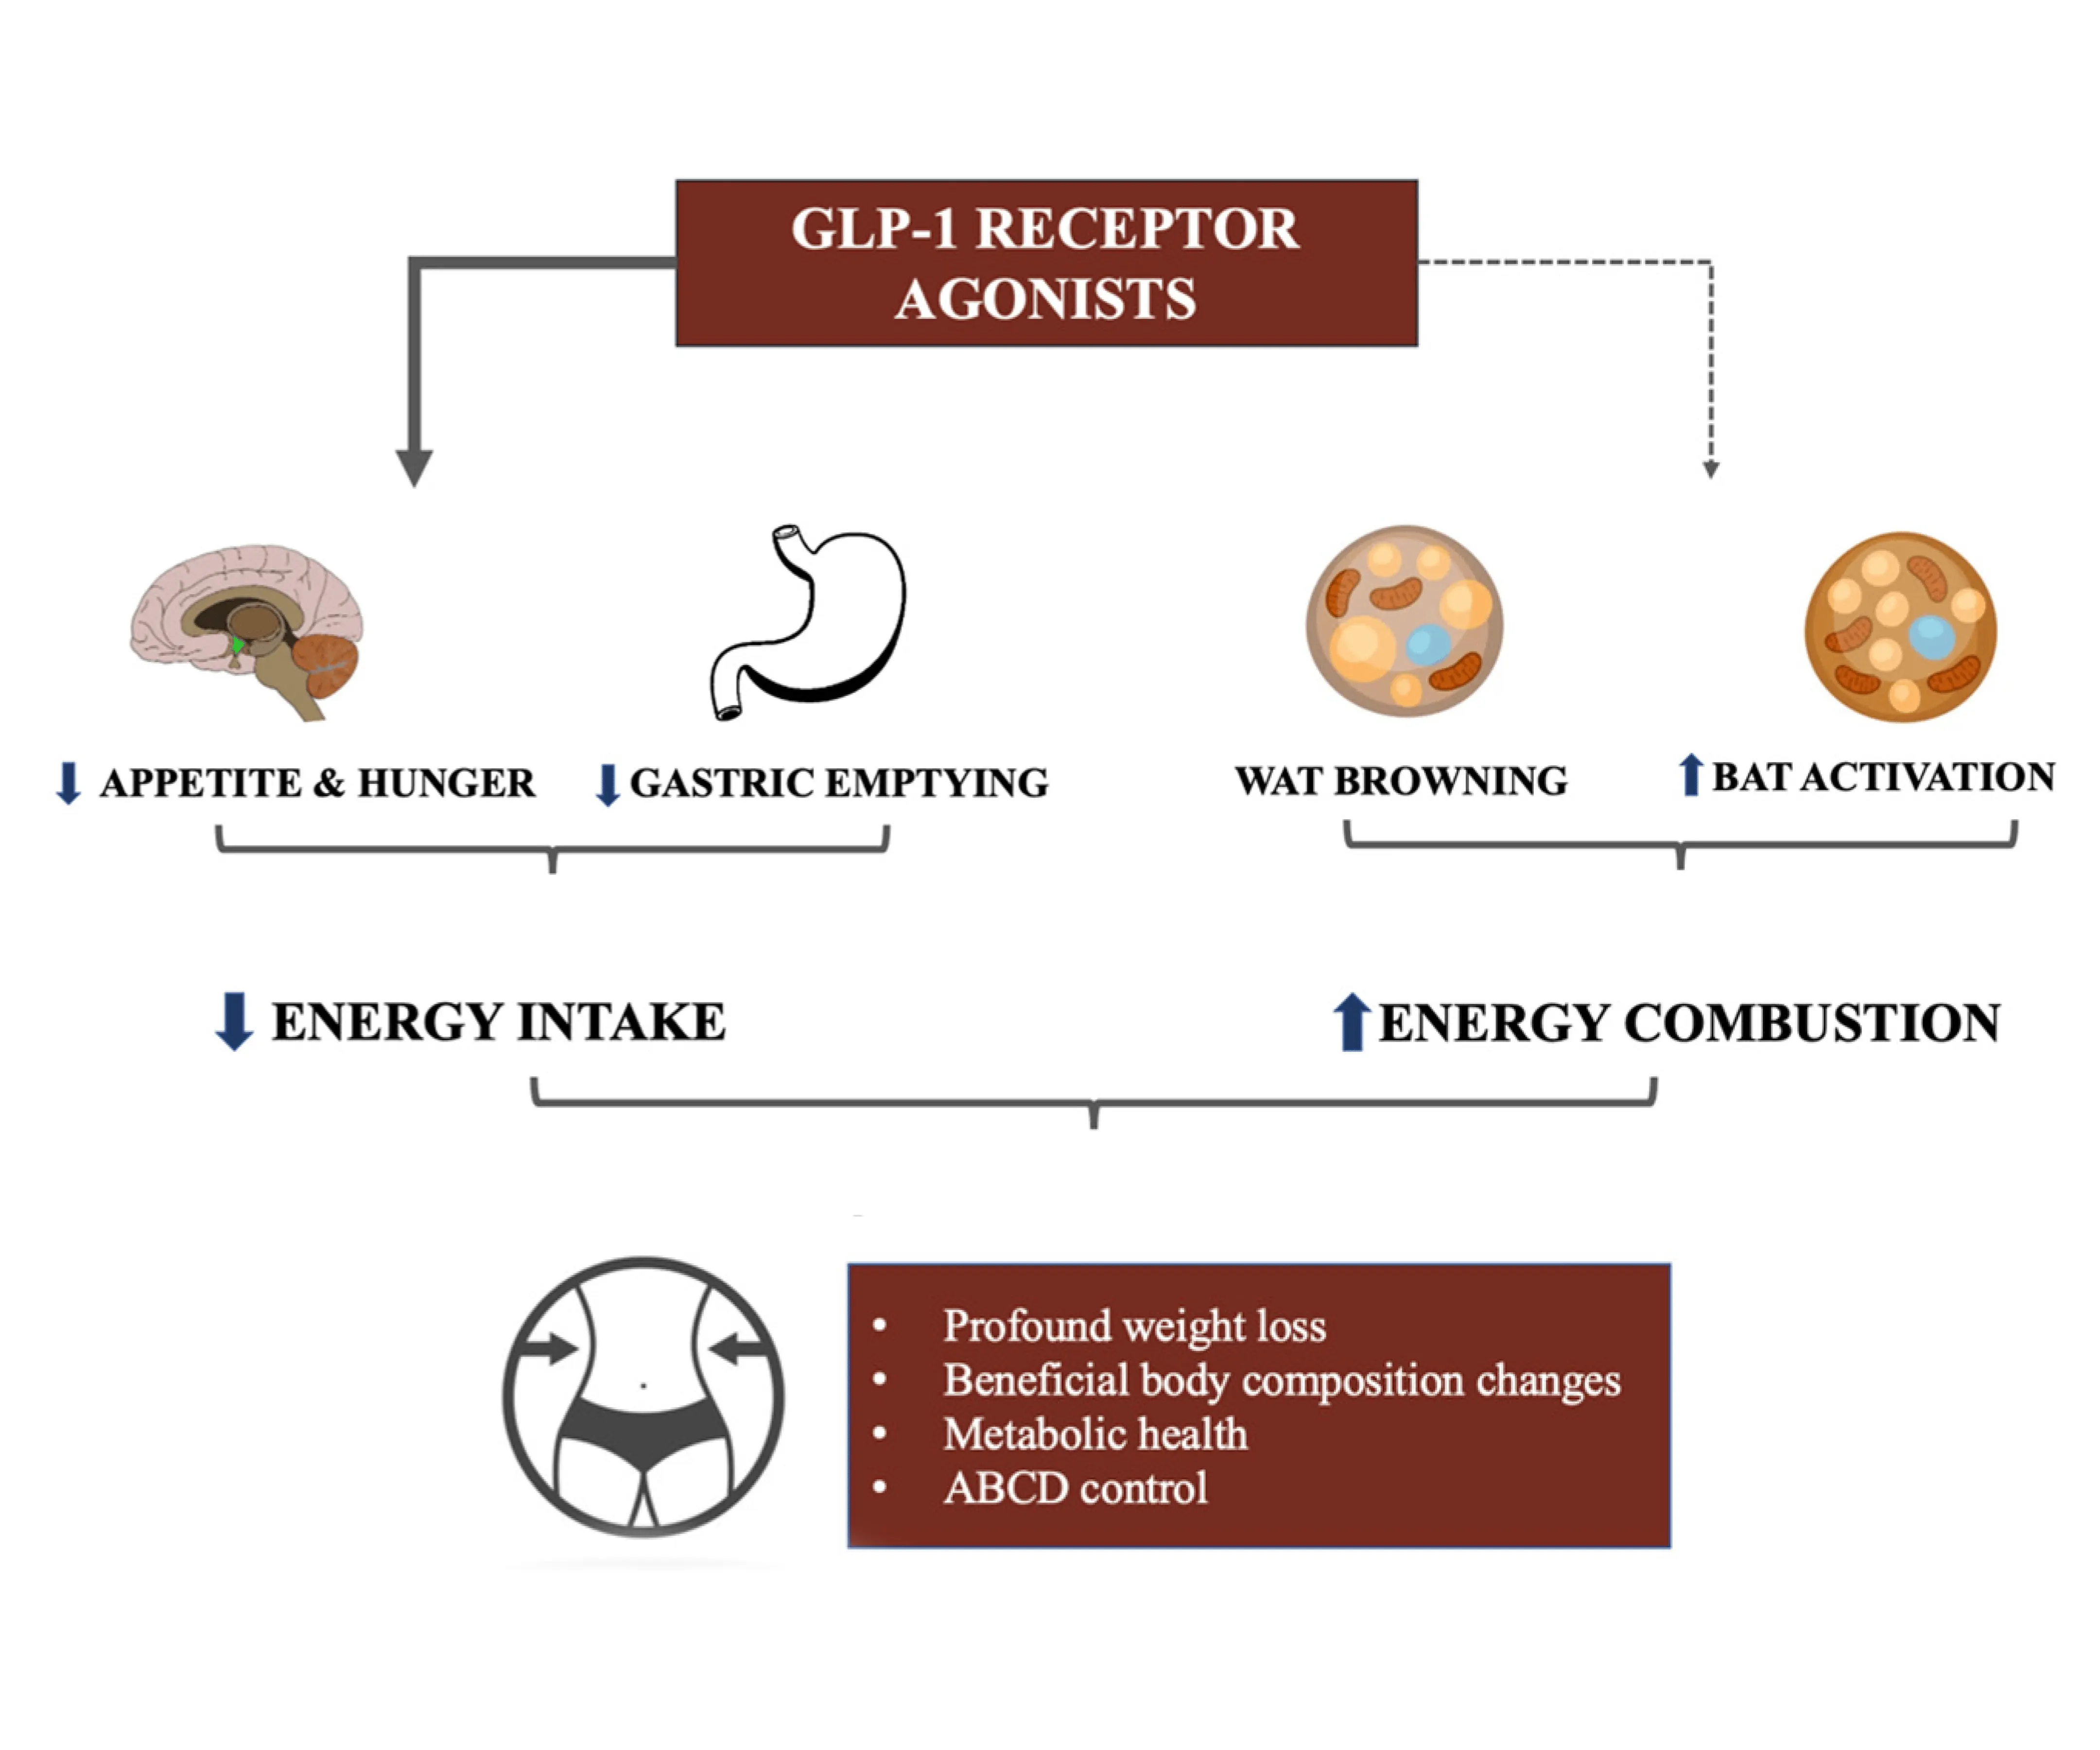 GLP-1 RECEPTOR
AGONISTS
APPETITE & HUNGER
GASTRIC EMPTYING
WAT BROWNING
BAT ACTIVATION
ENERGY INTAKE
ENERGY COMBUSTION
• Profound weight loss
• Beneficial body composition changes
• Metabolic health
• ABCD control